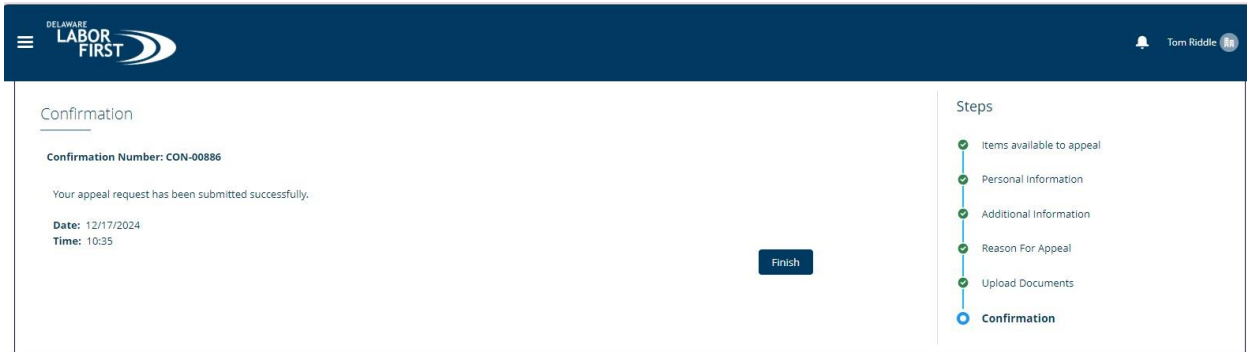 DELAWARE
LABOR
FIRST
Tom Riddle
Confirmation
Confirmation Number: CON-00886
Your appeal request has been submitted successfully.
Date: 12/17/2024
Time: 10:35
Finish
Steps
Items available to appeal
Personal Information
Additional Information
Reason For Appeal
Upload Documents
Confirmation